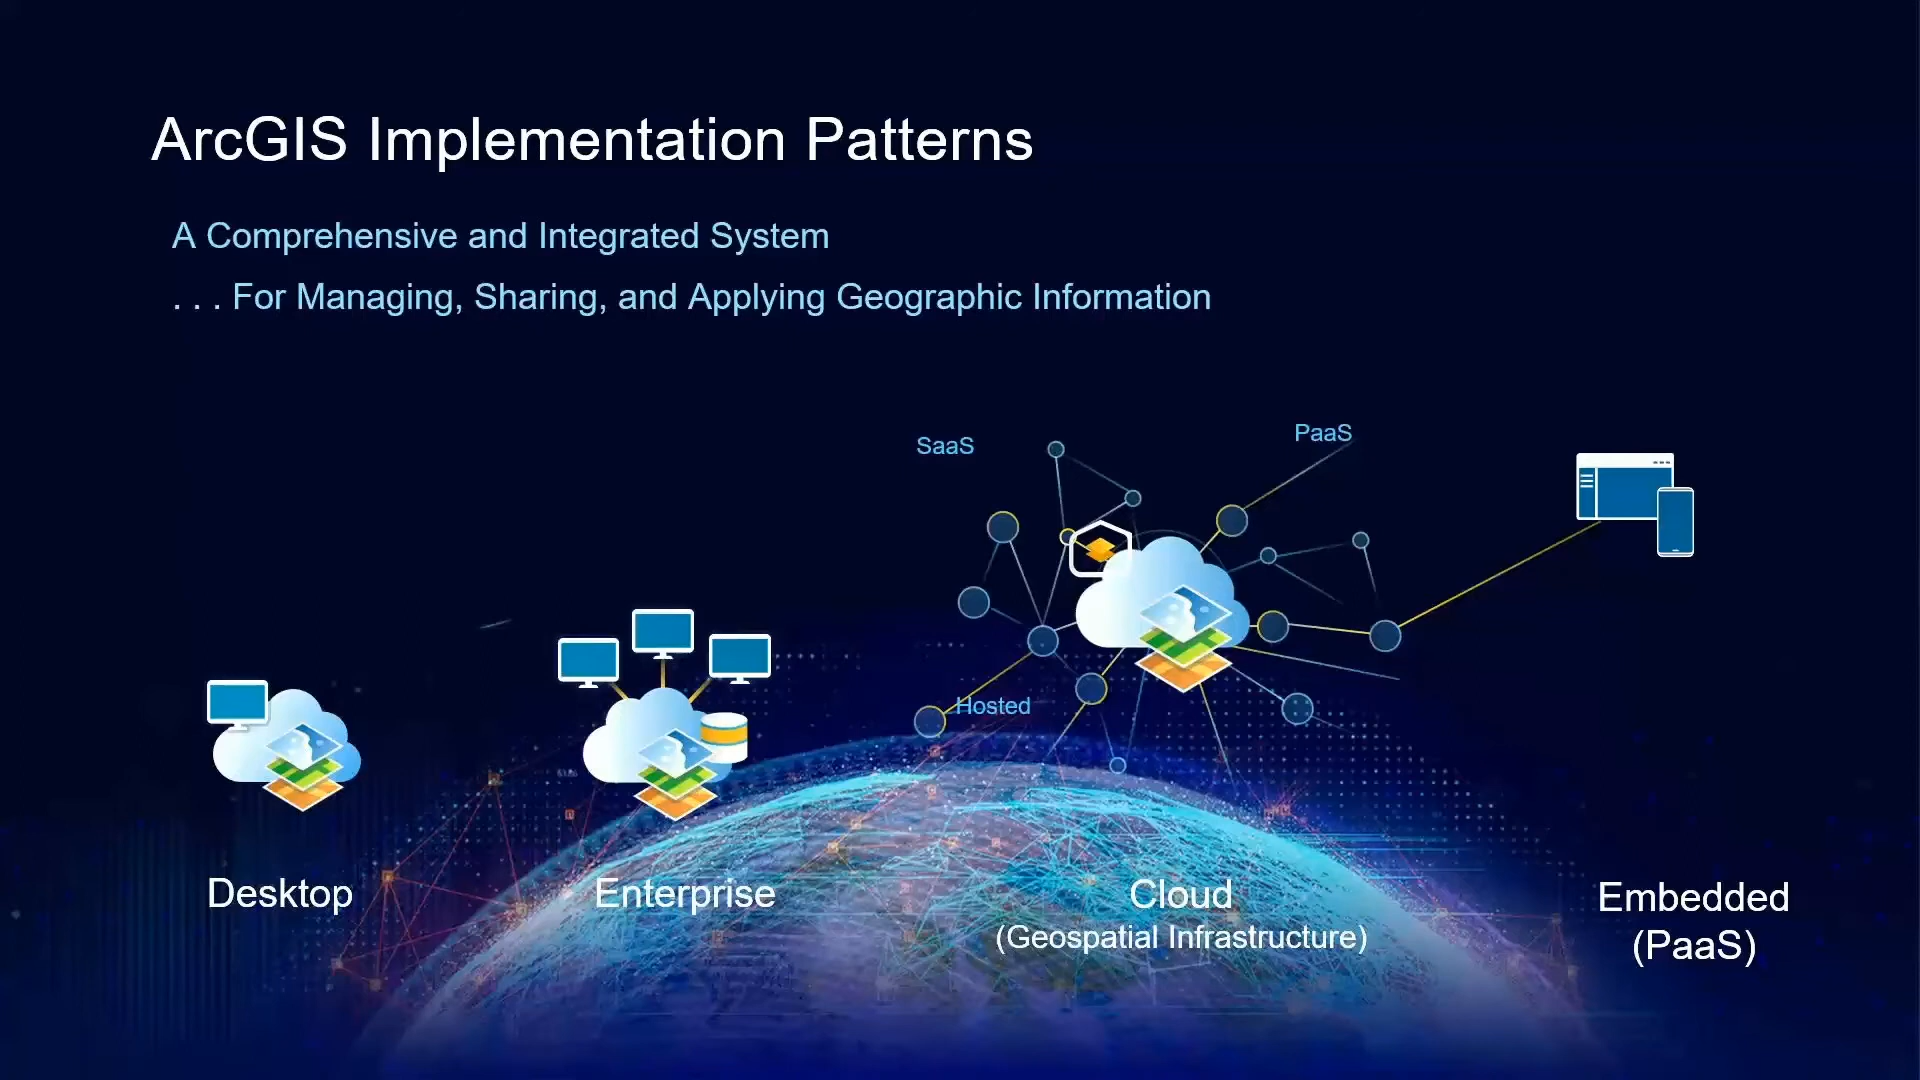 ArcGIS Implementation Patterns
A Comprehensive and Integrated System
. . . For Managing, Sharing, and Applying Geographic Information
SaaS
PaaS
Hosted
Desktop
Enterprise
Cloud
(Geospatial Infrastructure)
Embedded
(PaaS)